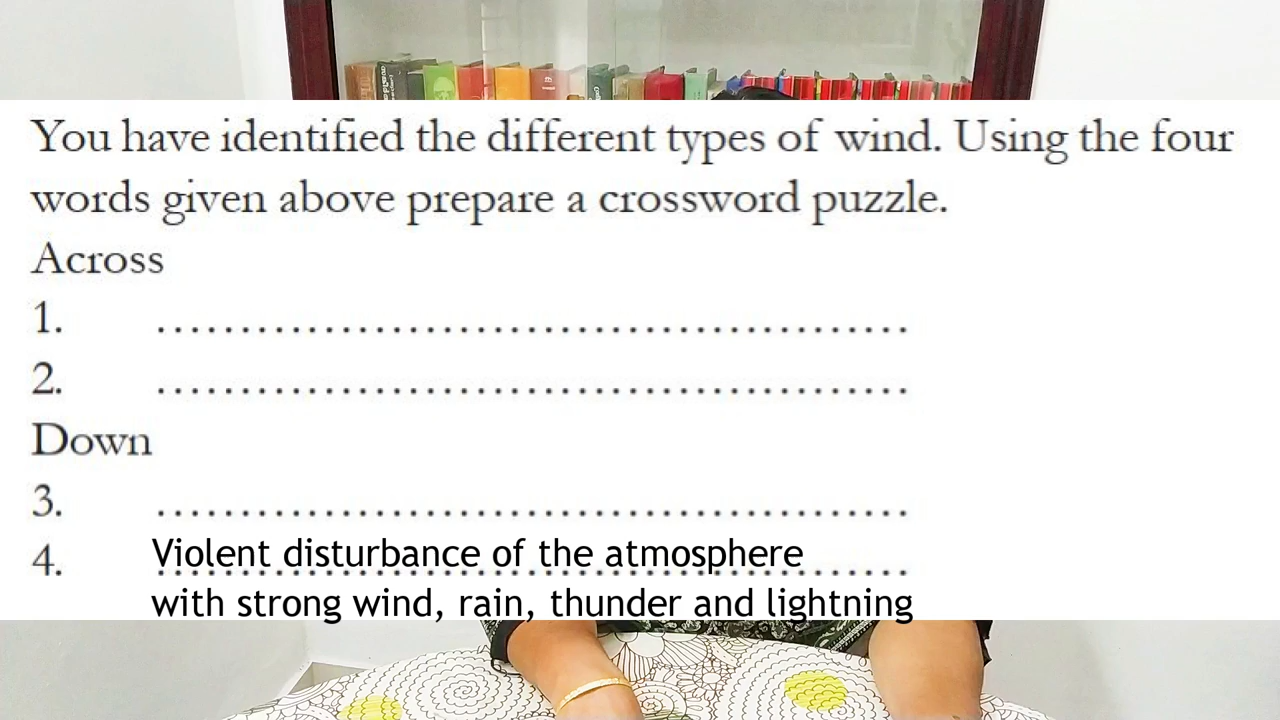 You have identified the different types of wind. Using the four
words given above prepare a crossword puzzle.
Across
1. .............................................
2. .............................................
Down
3. .............................................
4. Violent disturbance of the atmosphere
with strong wind, rain, thunder and lightning